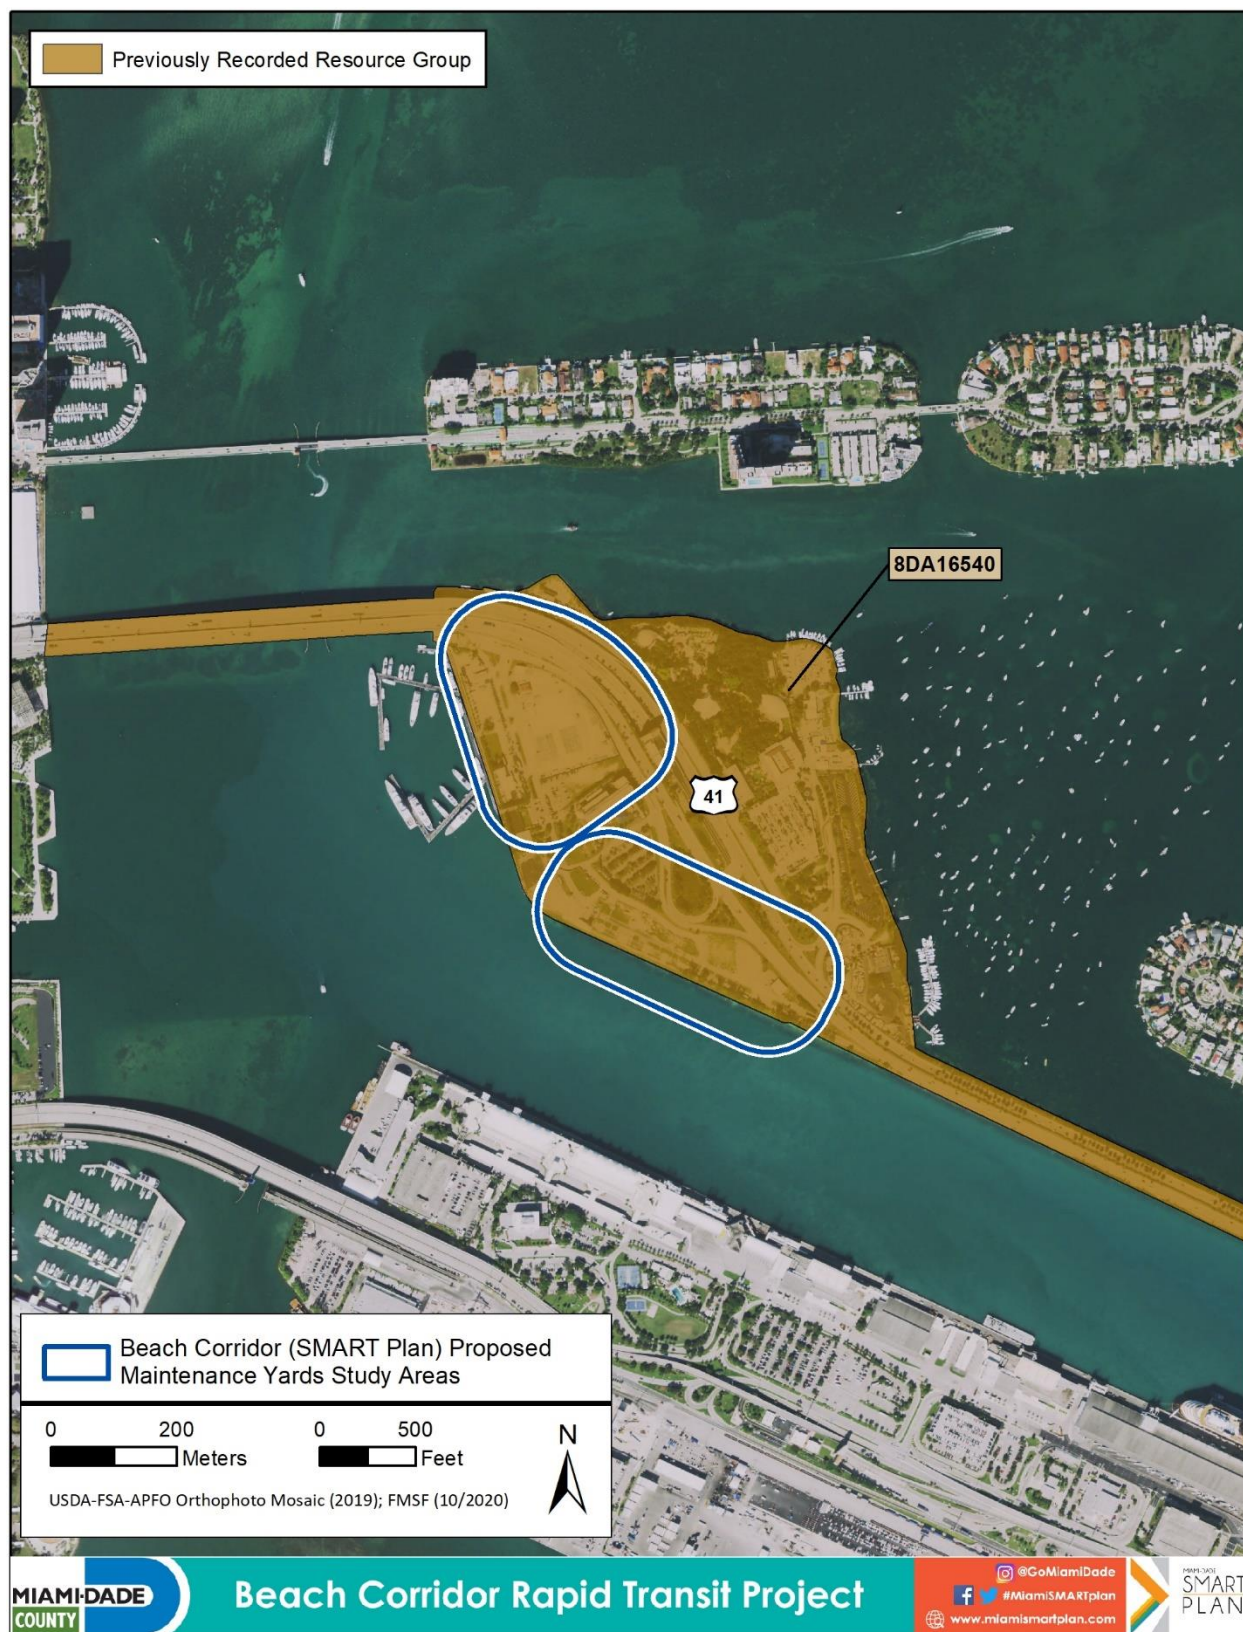 Previously Recorded Resource Group
8DA16540
41
Beach Corridor (SMART Plan) Proposed
Maintenance Yards Study Areas
0 200
Meters
0 500
Feet
N
USDA-FSA-APFO Orthophoto Mosaic (2019); FMSF (10/2020)
MIAMI-DADE
COUNTY
Beach Corridor Rapid Transit Project
@GoMiamiDade
#MiamiSMARTplan
www.miamismartplan.com
MIAMI-DADE
SMART
PLAN